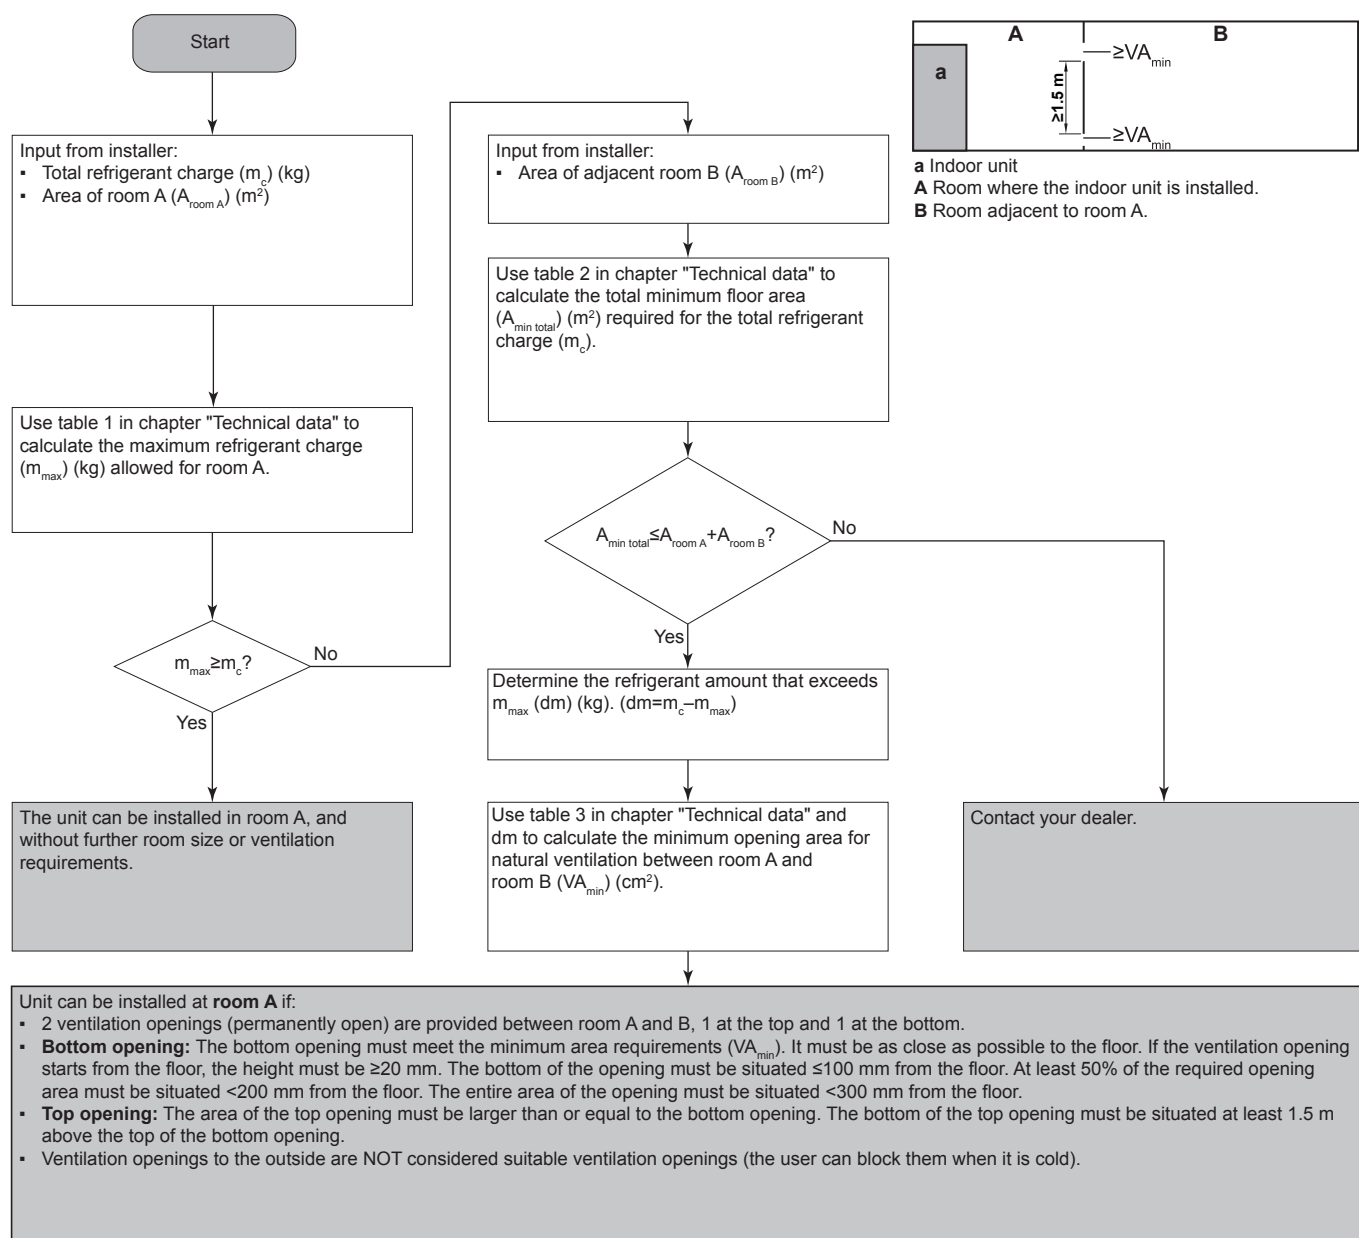 Start
Input from installer:
▪ Total refrigerant charge (mc) (kg)
▪ Area of room A (Aroom A) (m²)
Use table 1 in chapter "Technical data" to
calculate the maximum refrigerant charge
(mmax) (kg) allowed for room A.
mmax≥mc?
No
Yes
The unit can be installed in room A, and
without further room size or ventilation
requirements.
Input from installer:
▪ Area of adjacent room B (Aroom B) (m²)
Use table 2 in chapter "Technical data" to
calculate the total minimum floor area
(Amin total) (m²) required for the total refrigerant
charge (mc).
Amin total≤Aroom A+Aroom B?
No
Yes
Determine the refrigerant amount that exceeds
mmax (dm) (kg). (dm=mc–mmax)
Use table 3 in chapter "Technical data" and
dm to calculate the minimum opening area for
natural ventilation between room A and
room B (VAmin) (cm²).
Contact your dealer.
A
B
a
≥VAmin
≥1.5 m
≥VAmin
a Indoor unit
A Room where the indoor unit is installed.
B Room adjacent to room A.
Unit can be installed at room A if:
▪ 2 ventilation openings (permanently open) are provided between room A and B, 1 at the top and 1 at the bottom.
▪ Bottom opening: The bottom opening must meet the minimum area requirements (VAmin). It must be as close as possible to the floor. If the ventilation opening
starts from the floor, the height must be ≥20 mm. The bottom of the opening must be situated ≤100 mm from the floor. At least 50% of the required opening
area must be situated <200 mm from the floor. The entire area of the opening must be situated <300 mm from the floor.
▪ Top opening: The area of the top opening must be larger than or equal to the bottom opening. The bottom of the top opening must be situated at least 1.5 m
above the top of the bottom opening.
▪ Ventilation openings to the outside are NOT considered suitable ventilation openings (the user can block them when it is cold).